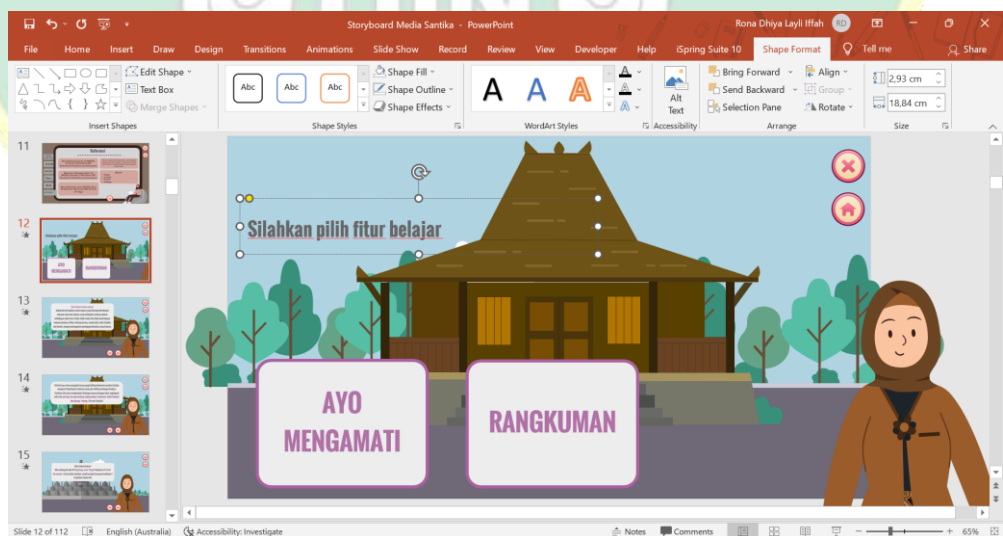 Storyboard Media Santika - PowerPoint
Rona Dhiya Layli Iffah RD
File Home Insert Draw Design Transitions Animations Slide Show Record Review View Developer Help iSpring Suite 10 Shape Format Tell me Share
Edit Shape
Text Box
Merge Shapes
Insert Shapes
Abc Abc Abc
Shape Fill
Shape Outline
Shape Effects
Shape Styles
A A A
WordArt Styles
Alt
Text
Accessibility
Bring Forward
Send Backward
Selection Pane
Align
Group
Rotate
Arrange
2,93 cm
18,84 cm
Size
11
12
13
14
15
Silahkan pilih fitur belajar
AYO
MENGAMATI
RANGKUMAN
Slide 12 of 112 English (Australia) Accessibility: Investigate Notes Comments 65%